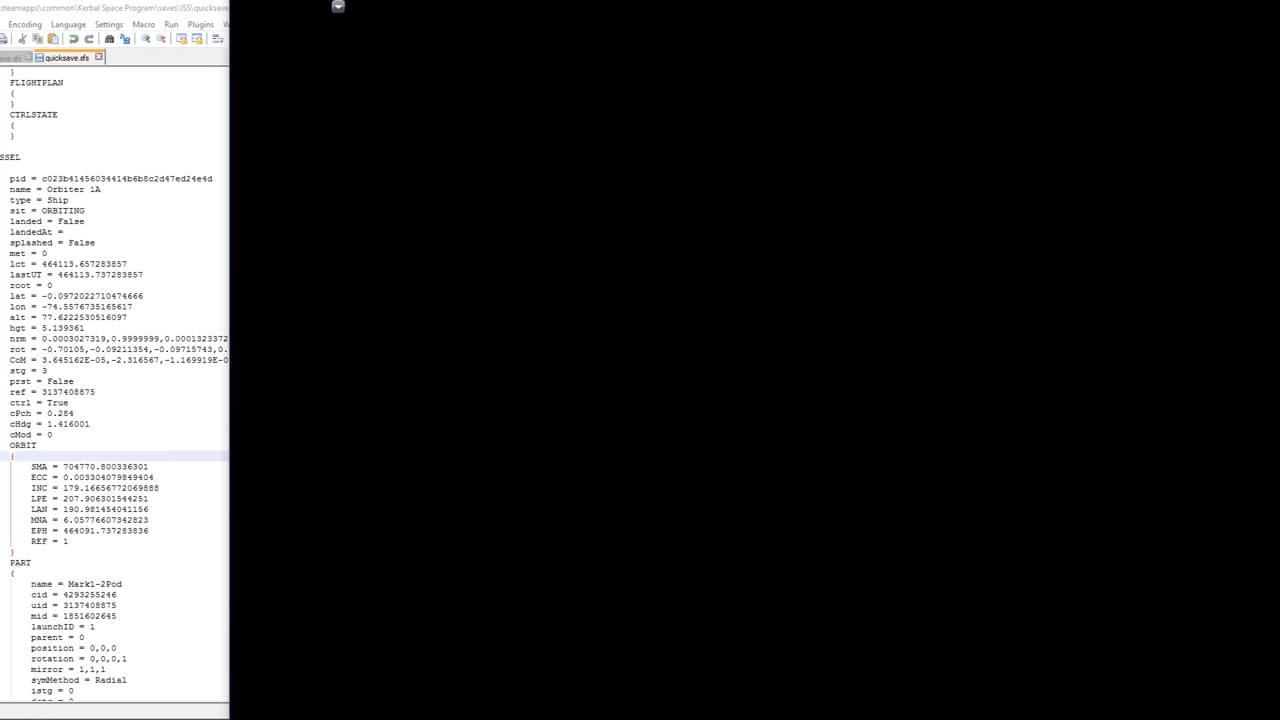 steamapps\common\Kerbal Space Program\saves\ISS\quicksave
Encoding Language Settings Macro Run Plugins W
ave.sfs quicksave.sfs
}
FLIGHTPLAN
{
}
CTRLSTATE
{
}
SSEL
pid = c023b41456034414b6b8c2d47ed24e4d
name = Orbiter 1A
type = Ship
sit = ORBITING
landed = False
landedAt =
splashed = False
met = 0
lct = 464113.657283857
lastUT = 464113.737283857
root = 0
lat = -0.0972022710474666
lon = -74.5576735165617
alt = 77.6222530516097
hgt = 5.139361
nrm = 0.0003027319,0.9999999,0.0001323372
rot = -0.70105,-0.09211354,-0.09715743,0.
CoM = 3.645162E-05,-2.316567,-1.169919E-0
stg = 3
prst = False
ref = 3137408875
ctrl = True
cPch = 0.284
cHdg = 1.416001
cMod = 0
ORBIT
{
SMA = 704770.800336301
ECC = 0.003304079849404
INC = 179.16656772069888
LPE = 207.906301544251
LAN = 190.981454041156
MNA = 6.05776607342823
EPH = 464091.737283836
REF = 1
}
PART
{
name = Mark1-2Pod
cid = 4293255246
uid = 3137408875
mid = 1851602645
launchID = 1
parent = 0
position = 0,0,0
rotation = 0,0,0,1
mirror = 1,1,1
symMethod = Radial
istg = 0